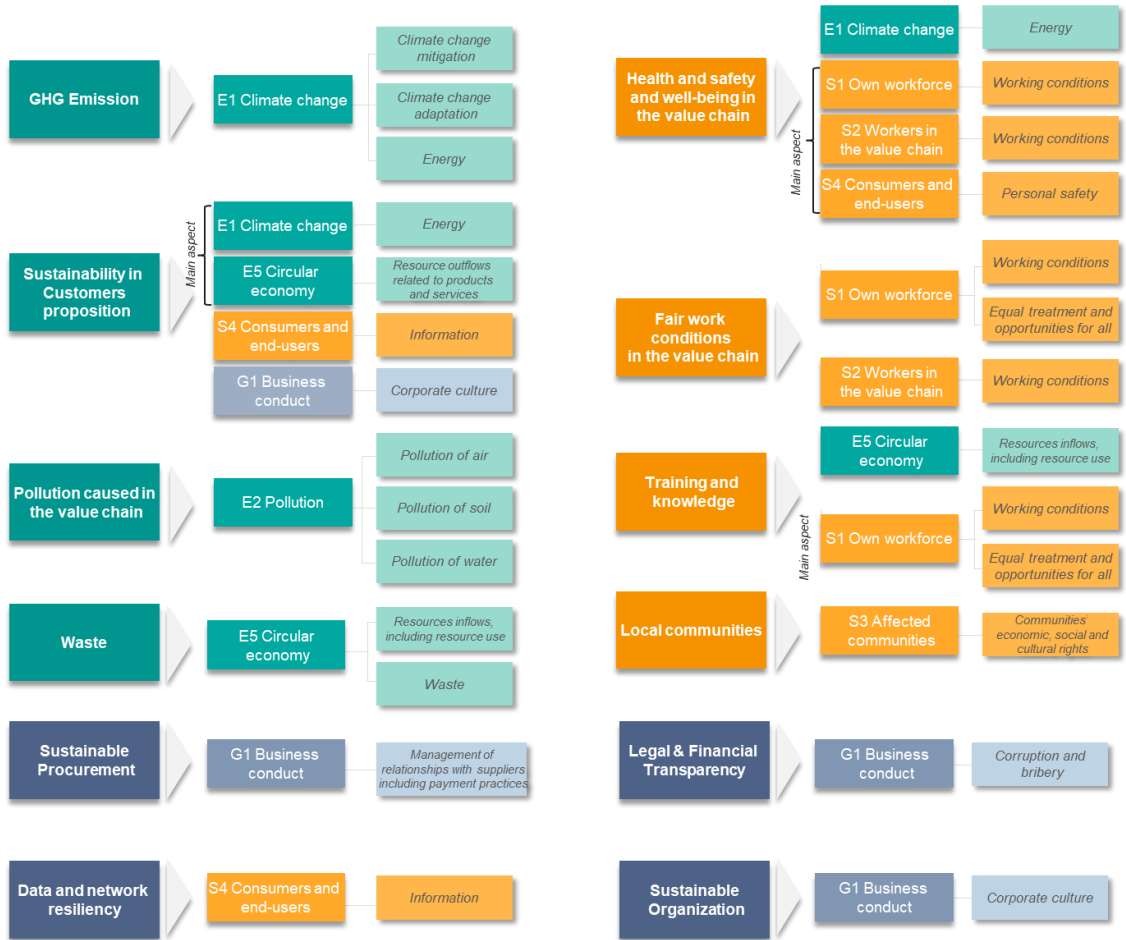 GHG Emission
E1 Climate change
Climate change
mitigation
Climate change
adaptation
Energy
Sustainability in
Customers
proposition
Main aspect
E1 Climate change
Energy
E5 Circular
economy
Resource outflows
related to products
and services
S4 Consumers and
end-users
Information
G1 Business
conduct
Corporate culture
Pollution caused in
the value chain
E2 Pollution
Pollution of air
Pollution of soil
Pollution of water
Waste
E5 Circular
economy
Resources inflows,
including resource use
Waste
Sustainable
Procurement
G1 Business
conduct
Management of
relationships with suppliers
including payment practices
Data and network
resiliency
S4 Consumers and
end-users
Information
Health and safety
and well-being in
the value chain
Main aspect
E1 Climate change
Energy
S1 Own workforce
Working conditions
S2 Workers in
the value chain
Working conditions
S4 Consumers and
end-users
Personal safety
Fair work
conditions
in the value chain
S1 Own workforce
Working conditions
Equal treatment and
opportunities for all
S2 Workers in
the value chain
Working conditions
Training and
knowledge
E5 Circular
economy
Resources inflows,
including resource use
Main aspect
S1 Own workforce
Working conditions
Equal treatment and
opportunities for all
Local communities
S3 Affected
communities
Communities
economic, social and
cultural rights
Legal & Financial
Transparency
G1 Business
conduct
Corruption and
bribery
Sustainable
Organization
G1 Business
conduct
Corporate culture